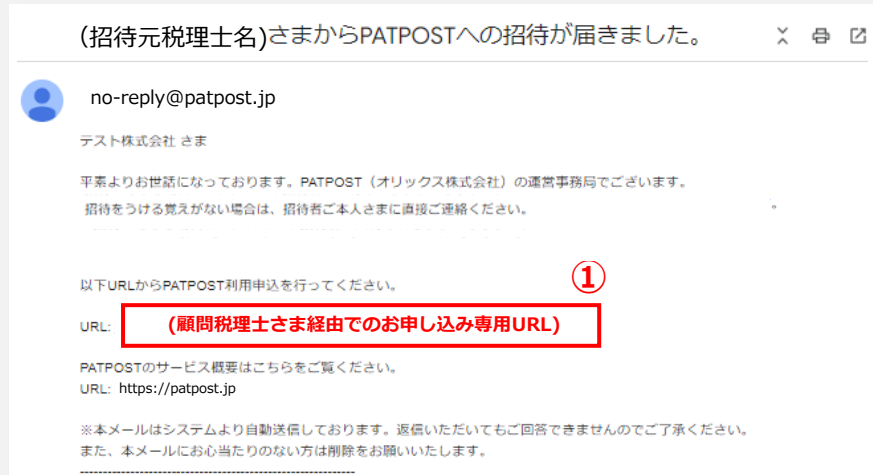 (招待元税理士名)さまからPATPOSTへの招待が届きました。
no-reply@patpost.jp
テスト株式会社 さま
平素よりお世話になっております。PATPOST（オリックス株式会社）の運営事務局でございます。
招待をうける覚えがない場合は、招待者ご本人さまに直接ご連絡ください。
。
以下URLからPATPOST利用申込を行ってください。
①
URL: (顧問税理士さま経由でのお申し込み専用URL)
PATPOSTのサービス概要はこちらをご覧ください。
URL: https://patpost.jp
※本メールはシステムより自動送信しております。返信いただいてもご回答できませんのでご了承ください。
また、本メールにお心当たりのない方は削除をお願いいたします。
------------------------------------------------------------